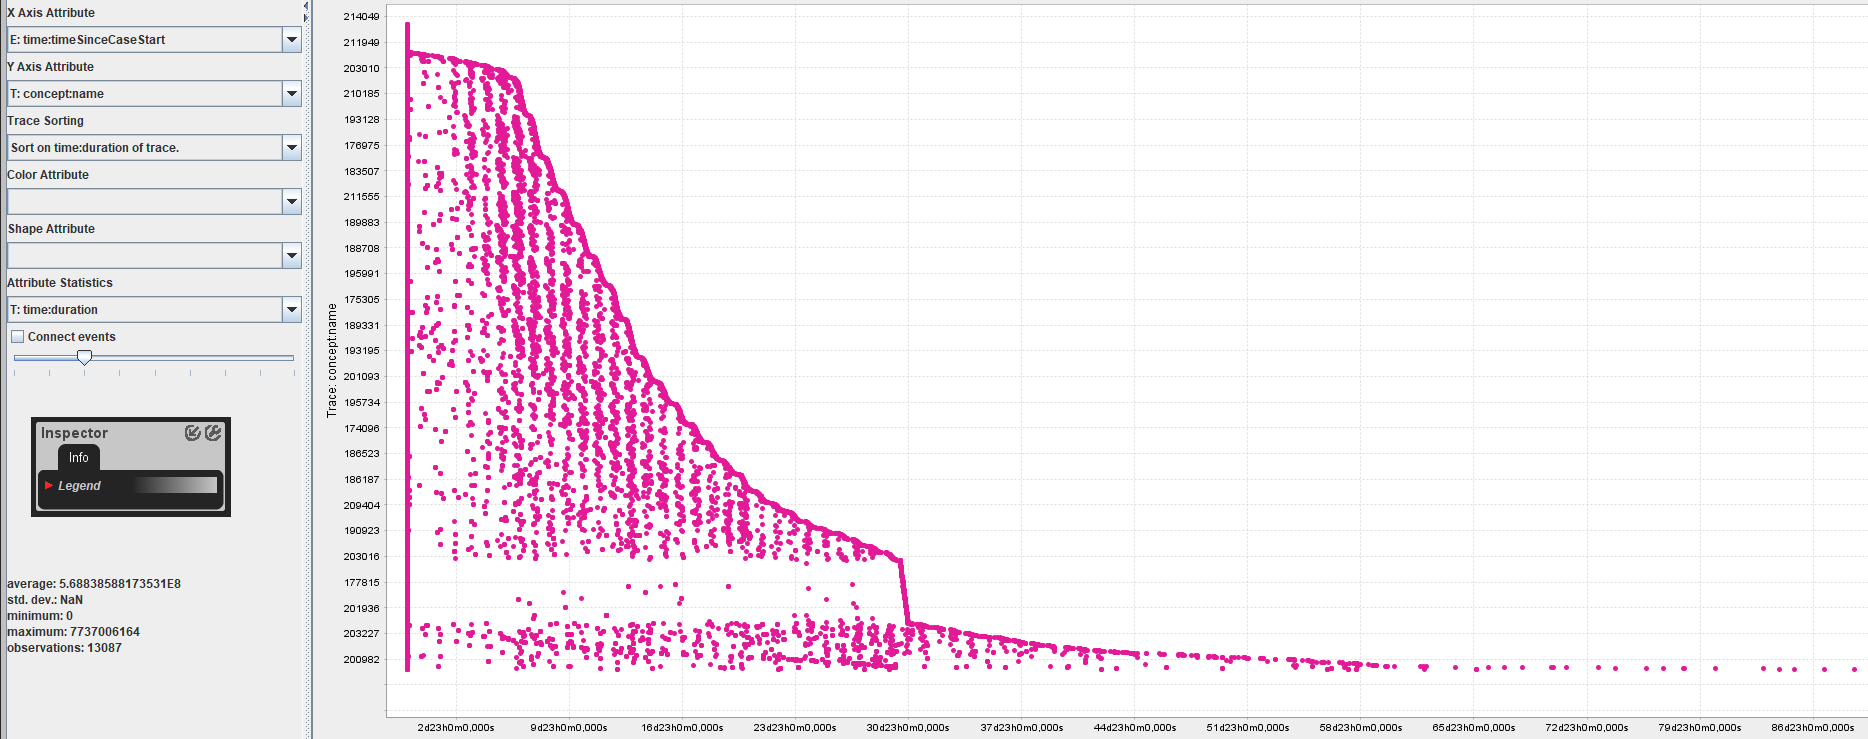 X Axis Attribute
E: time:timeSinceCaseStart
Y Axis Attribute
T: concept:name
Trace Sorting
Sort on time:duration of trace.
Color Attribute
Shape Attribute
Attribute Statistics
T: time:duration
Connect events
Inspector
Info
Legend
average: 5.68838588173531E8
std. dev.: NaN
minimum: 0
maximum: 7737006164
observations: 13087
Trace: concept:name
214049
211949
203010
210185
193128
176975
183507
211555
189883
188708
195991
175305
189331
193195
201093
195734
174096
186523
186187
209404
190923
203016
177815
201936
203227
200982
2d23h0m0,000s
9d23h0m0,000s
16d23h0m0,000s
23d23h0m0,000s
30d23h0m0,000s
37d23h0m0,000s
44d23h0m0,000s
51d23h0m0,000s
58d23h0m0,000s
65d23h0m0,000s
72d23h0m0,000s
79d23h0m0,000s
86d23h0m0,000s